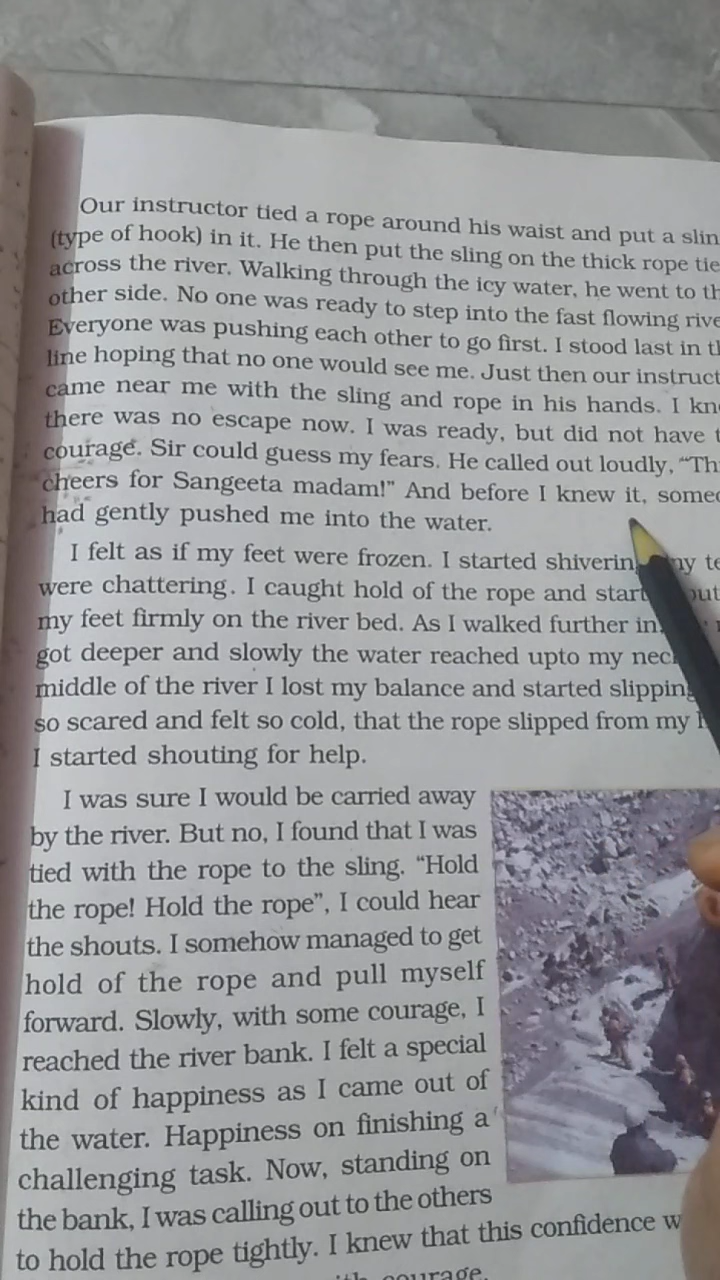 Our instructor tied a rope around his waist and put a
(type of hook) in it. He then put the sling on the thick rope
across the river. Walking through the icy water, he went to
other side. No one was ready to step into the fast flowing
Everyone was pushing each other to go first. I stood last in
line hoping that no one would see me. Just then our
came near me with the sling and rope in his hands. I
there was no escape now. I was ready, but did not have
courage. Sir could guess my fears. He called out loudly,
cheers for Sangeeta madam!" And before I knew it,
had gently pushed me into the water.
I felt as if my feet were frozen. I started
were chattering. I caught hold of the rope and
my feet firmly on the river bed. As I walked further
got deeper and slowly the water reached upto my
middle of the river I lost my balance and started
so scared and felt so cold, that the rope slipped from my
I started shouting for help.
I was sure I would be carried away
by the river. But no, I found that I was
tied with the rope to the sling. "Hold
the rope! Hold the rope", I could hear
the shouts. I somehow managed to get
hold of the rope and pull myself
forward. Slowly, with some courage, I
reached the river bank. I felt a special
kind of happiness as I came out of
the water. Happiness on finishing a
challenging task. Now, standing on
the bank, I was calling out to the others
to hold the rope tightly. I knew that this confidence
courage.